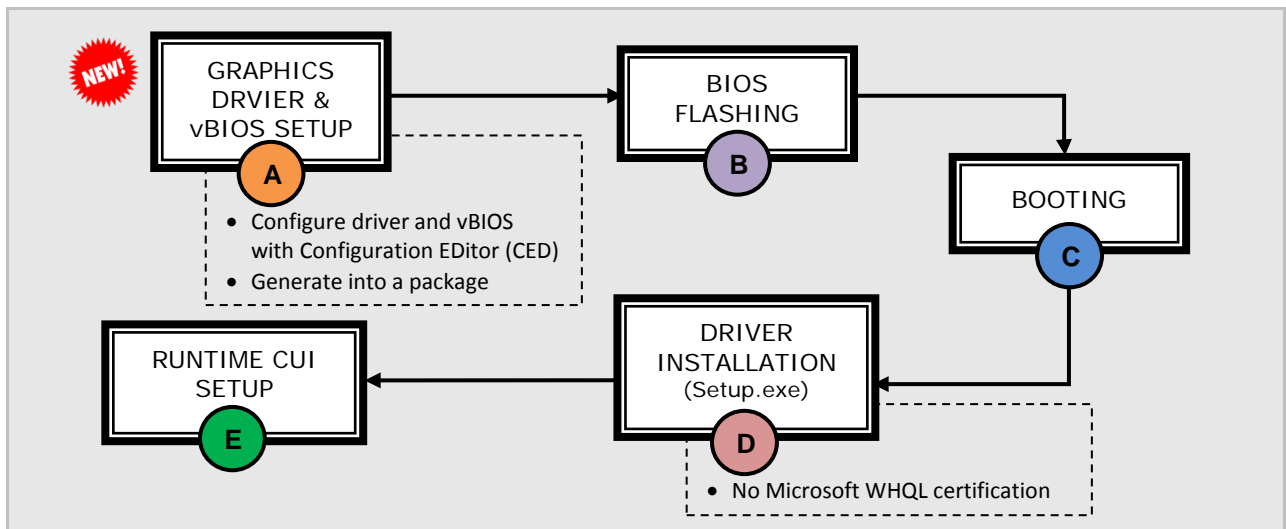 NEW!
GRAPHICS
DRVIER &
vBIOS SETUP
A
• Configure driver and vBIOS
with Configuration EDitor (CED)
• Generate into a package
BIOS
FLASHING
B
BOOTING
C
DRIVER
INSTALLATION
(Setup.exe)
D
• No Microsoft WHQL certification
RUNTIME CUI
SETUP
E